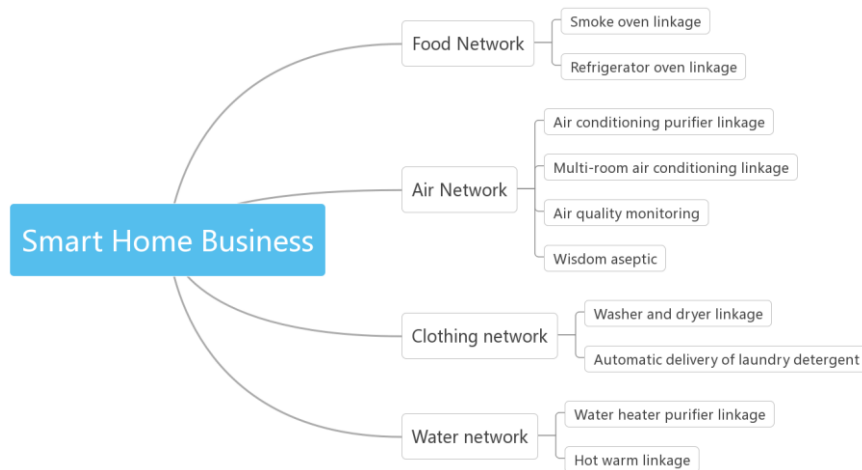 Smart Home Business
Food Network
Smoke oven linkage
Refrigerator oven linkage
Air Network
Air conditioning purifier linkage
Multi-room air conditioning linkage
Air quality monitoring
Wisdom aseptic
Clothing network
Washer and dryer linkage
Automatic delivery of laundry detergent
Water network
Water heater purifier linkage
Hot warm linkage